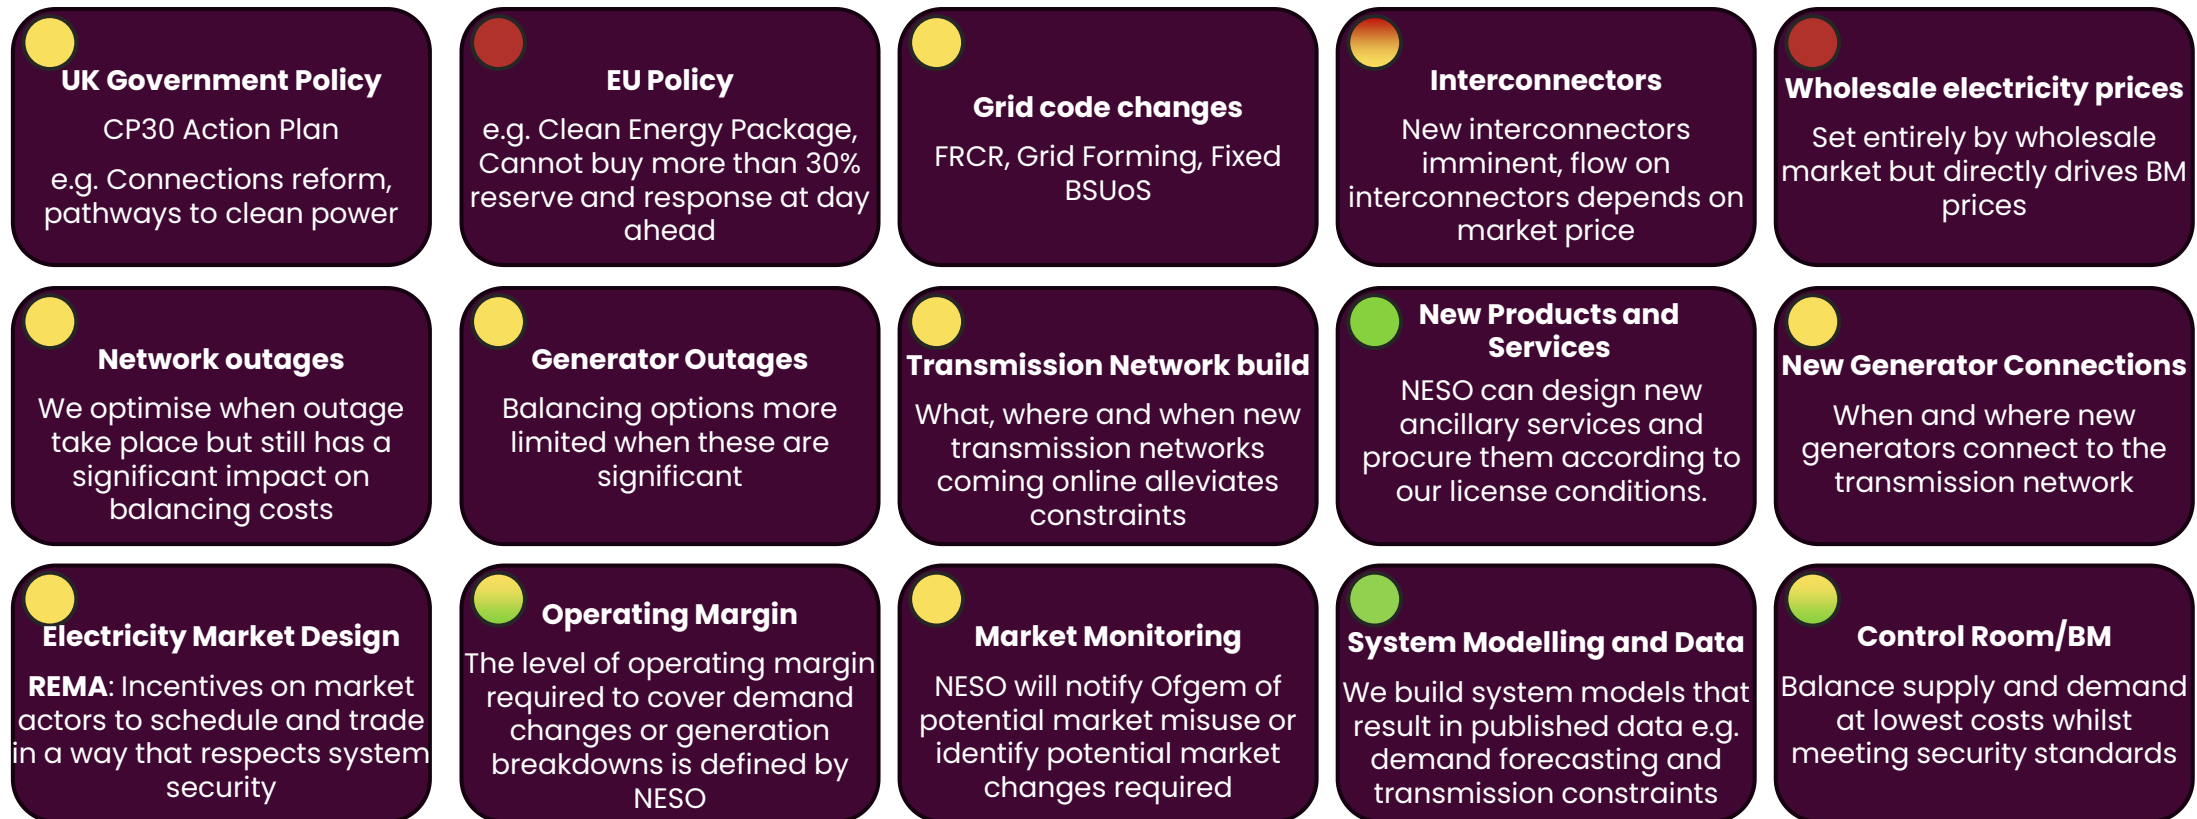 UK Government Policy
CP30 Action Plan
e.g. Connections reform,
pathways to clean power
EU Policy
e.g. Clean Energy Package,
Cannot buy more than 30%
reserve and response at day
ahead
Grid code changes
FRCR, Grid Forming, Fixed
BSUoS
Interconnectors
New interconnectors
imminent, flow on
interconnectors depends on
market price
Wholesale electricity prices
Set entirely by wholesale
market but directly drives BM
prices
Network outages
We optimise when outage
take place but still has a
significant impact on
balancing costs
Generator Outages
Balancing options more
limited when these are
significant
Transmission Network build
What, where and when new
transmission networks
coming online alleviates
constraints
New Products and
Services
NESO can design new
ancillary services and
procure them according to
our license conditions.
New Generator Connections
When and where new
generators connect to the
transmission network
Electricity Market Design
REMA: Incentives on market
actors to schedule and trade
in a way that respects system
security
Operating Margin
The level of operating margin
required to cover demand
changes or generation
breakdowns is defined by
NESO
Market Monitoring
NESO will notify Ofgem of
potential market misuse or
identify potential market
changes required
System Modelling and Data
We build system models that
result in published data e.g.
demand forecasting and
transmission constraints
Control Room/BM
Balance supply and demand
at lowest costs whilst
meeting security standards